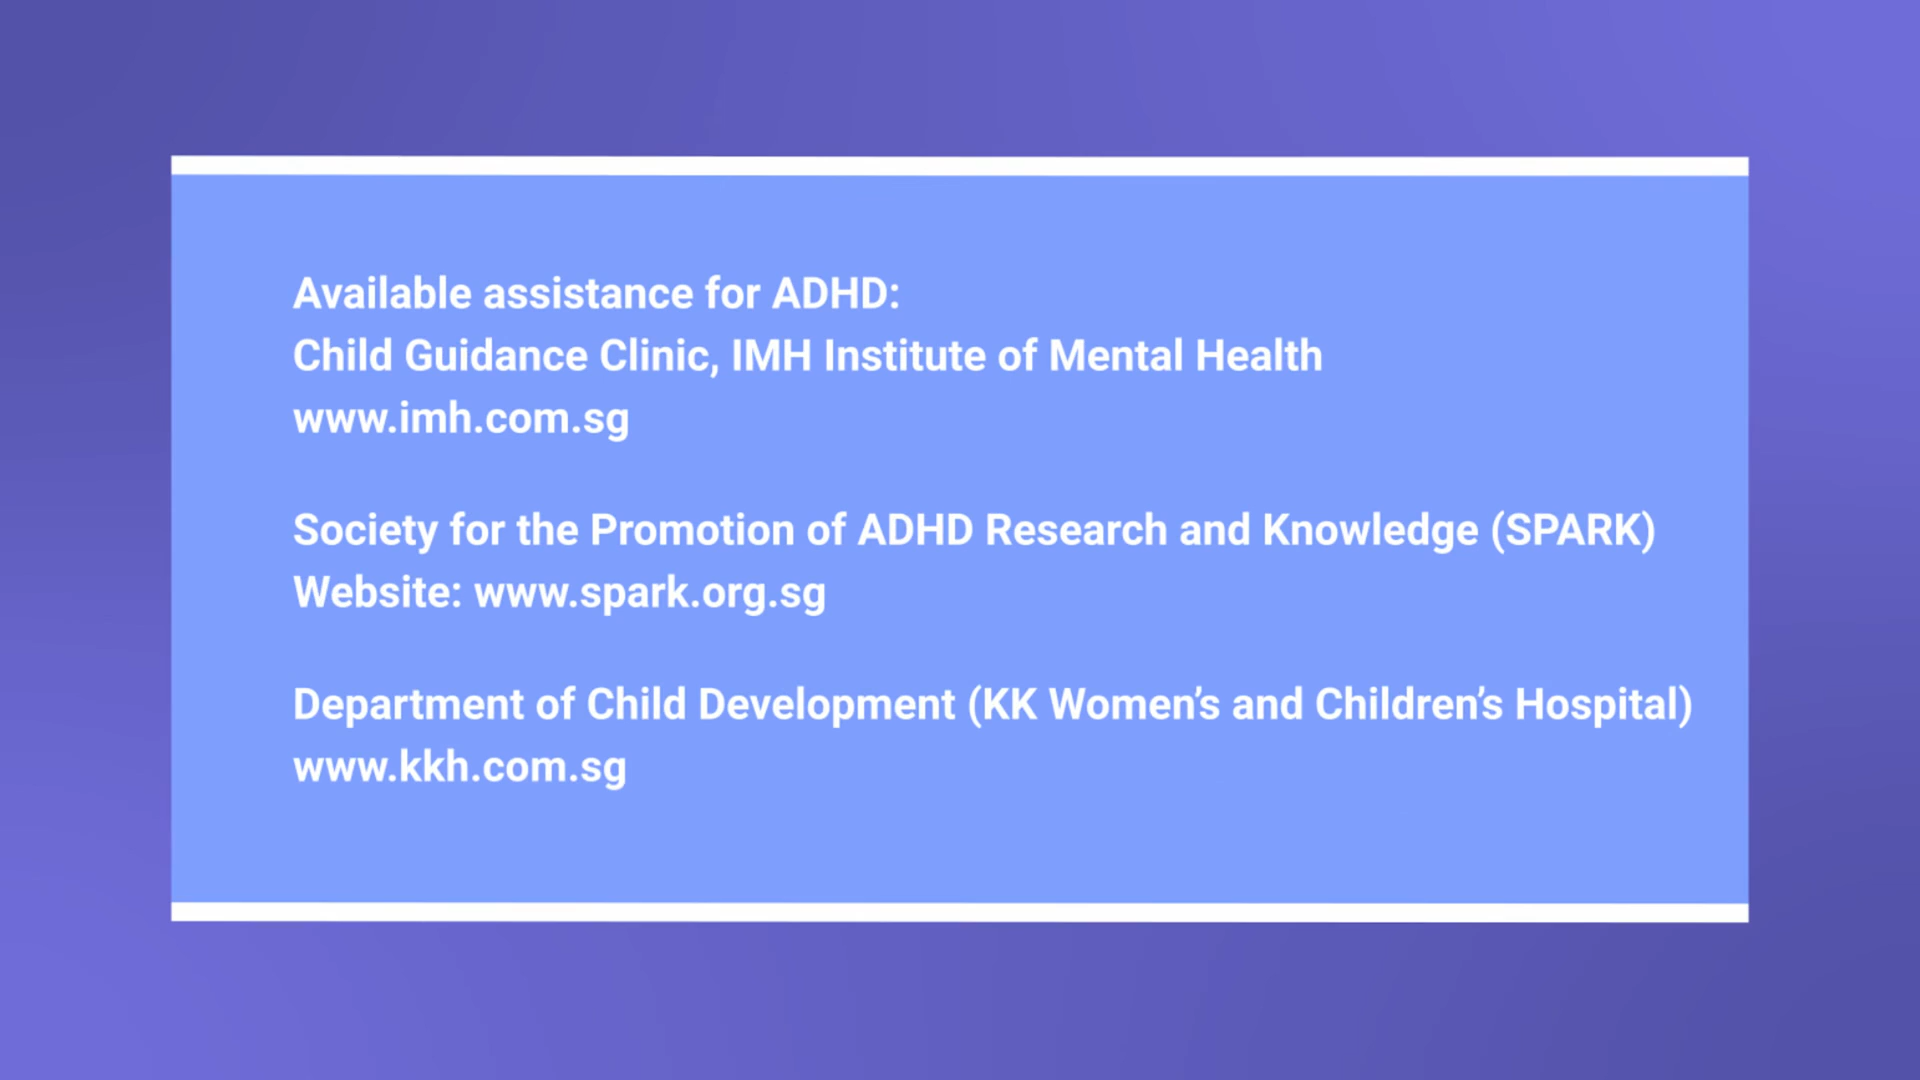 Available assistance for ADHD:
Child Guidance Clinic, IMH Institute of Mental Health
www.imh.com.sg
Society for the Promotion of ADHD Research and Knowledge (SPARK)
Website: www.spark.org.sg
Department of Child Development (KK Women’s and Children’s Hospital)
www.kkh.com.sg